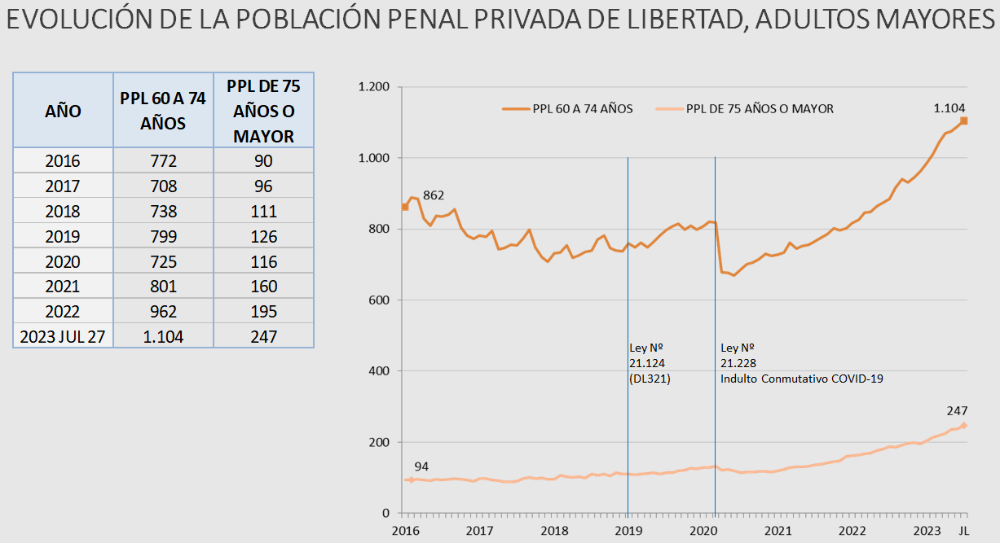 EVOLUCIÓN DE LA POBLACIÓN PENAL PRIVADA DE LIBERTAD, ADULTOS MAYORES
AÑO PPL 60 A 74 AÑOS PPL DE 75 AÑOS O MAYOR
2016 772 90
2017 708 96
2018 738 111
2019 799 126
2020 725 116
2021 801 160
2022 962 195
2023 JUL 27 1.104 247
PPL 60 A 74 AÑOS PPL DE 75 AÑOS O MAYOR
1.200
1.000
800
600
400
200
0
862
1.104
94
247
Ley Nº
21.124
(DL321)
Ley Nº
21.228
Indulto Conmutativo COVID-19
2016 2017 2018 2019 2020 2021 2022 2023 JL